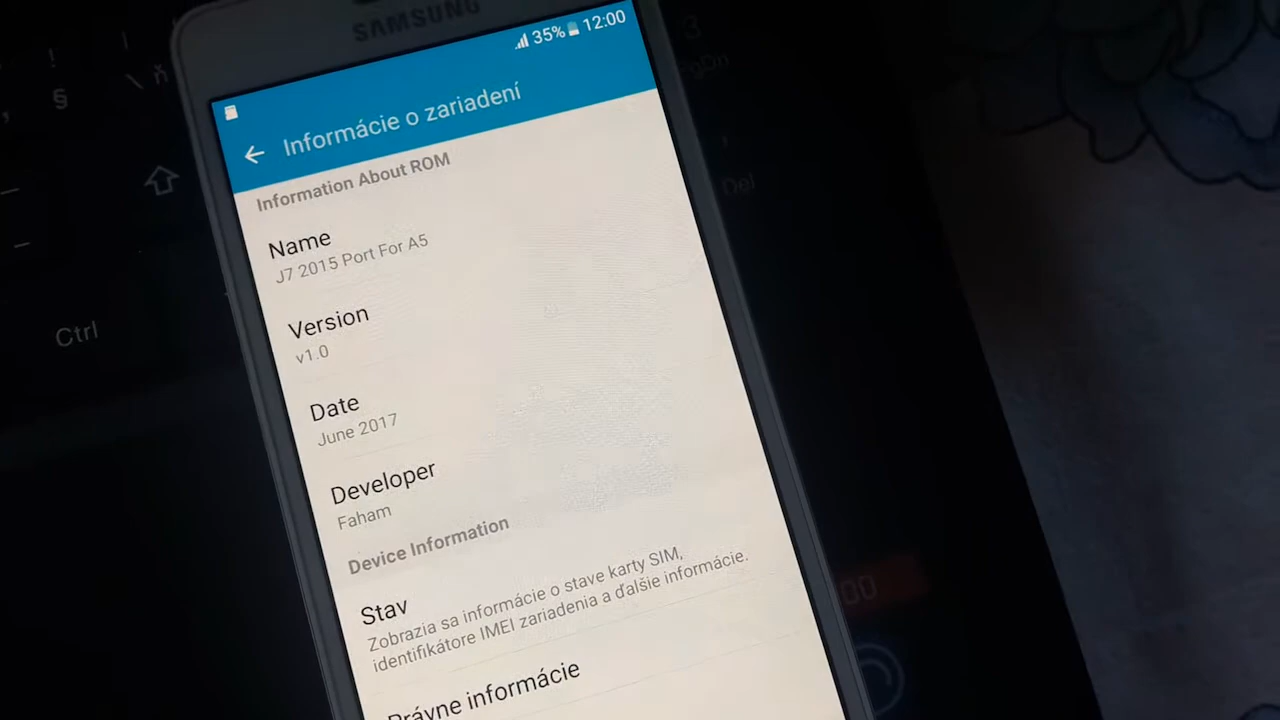 SAMSUNG
35% 12:00
Informácie o zariadení
Information About ROM
Name
J7 2015 Port For A5
Version
v1.0
Date
June 2017
Developer
Faham
Device Information
Stav
Zobrazia sa informácie o stave karty SIM,
identifikátore IMEI zariadenia a ďalšie informácie.
Právne informácie
!
§
\ ň
Ctrl
Del